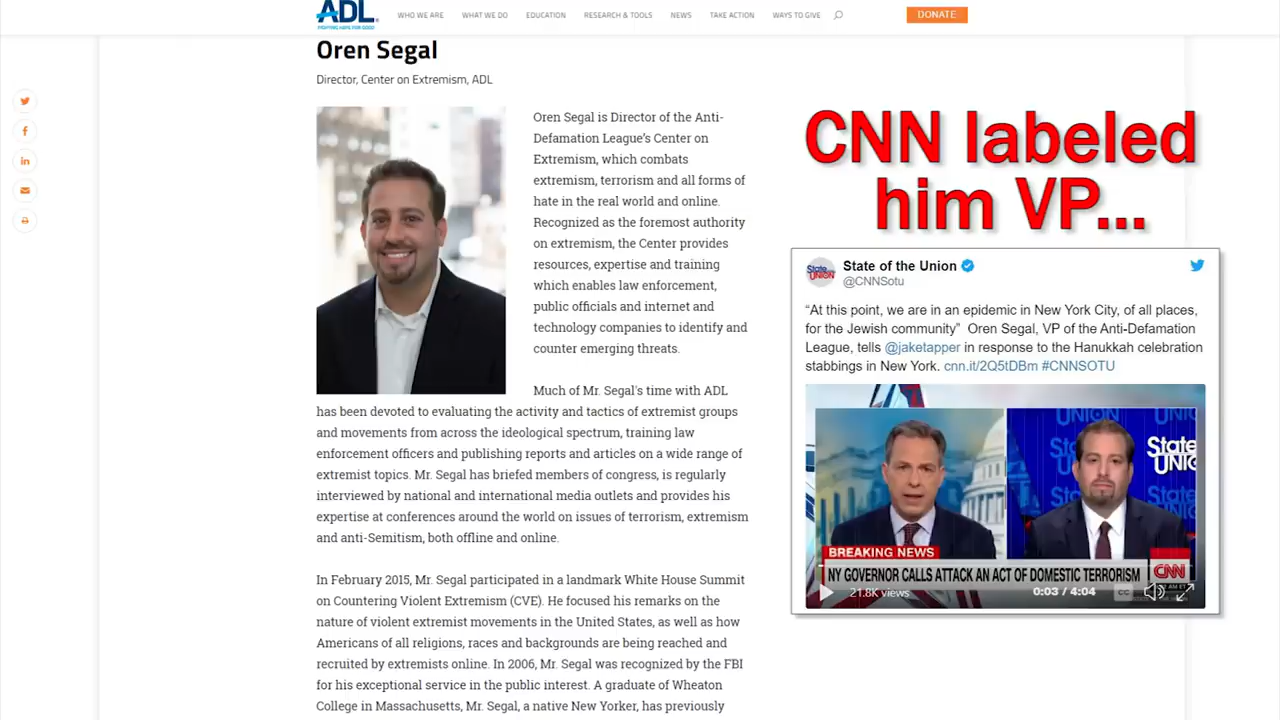 ADL
FIGHTING HATE FOR GOOD
WHO WE ARE
WHAT WE DO
EDUCATION
RESEARCH & TOOLS
NEWS
TAKE ACTION
WAYS TO GIVE
DONATE
Oren Segal
Director, Center on Extremism, ADL
Oren Segal is Director of the Anti-
Defamation League's Center on
Extremism, which combats
extremism, terrorism and all forms of
hate in the real world and online.
Recognized as the foremost authority
on extremism, the Center provides
resources, expertise and training
which enables law enforcement,
public officials and internet and
technology companies to identify and
counter emerging threats.
Much of Mr. Segal's time with ADL
has been devoted to evaluating the activity and tactics of extremist groups
and movements from across the ideological spectrum, training law
enforcement officers and publishing reports and articles on a wide range of
extremist topics. Mr. Segal has briefed members of congress, is regularly
interviewed by national and international media outlets and provides his
expertise at conferences around the world on issues of terrorism, extremism
and anti-Semitism, both offline and online.
In February 2015, Mr. Segal participated in a landmark White House Summit
on Countering Violent Extremism (CVE). He focused his remarks on the
nature of violent extremist movements in the United States, as well as how
Americans of all religions, races and backgrounds are being reached and
recruited by extremists online. In 2006, Mr. Segal was recognized by the FBI
for his exceptional service in the public interest. A graduate of Wheaton
College in Massachusetts, Mr. Segal, a native New Yorker, has previously
CNN labeled
him VP...
State of the Union
@CNNSotu
“At this point, we are in an epidemic in New York City, of all places,
for the Jewish community” Oren Segal, VP of the Anti-Defamation
League, tells @jaketapper in response to the Hanukkah celebration
stabbings in New York. cnn.it/2Q5tDBm #CNNSOTU
UNION
State
UNION
BREAKING NEWS
NY GOVERNOR CALLS ATTACK AN ACT OF DOMESTIC TERRORISM
CNN
21.8K views
0:03 / 4:04
CC